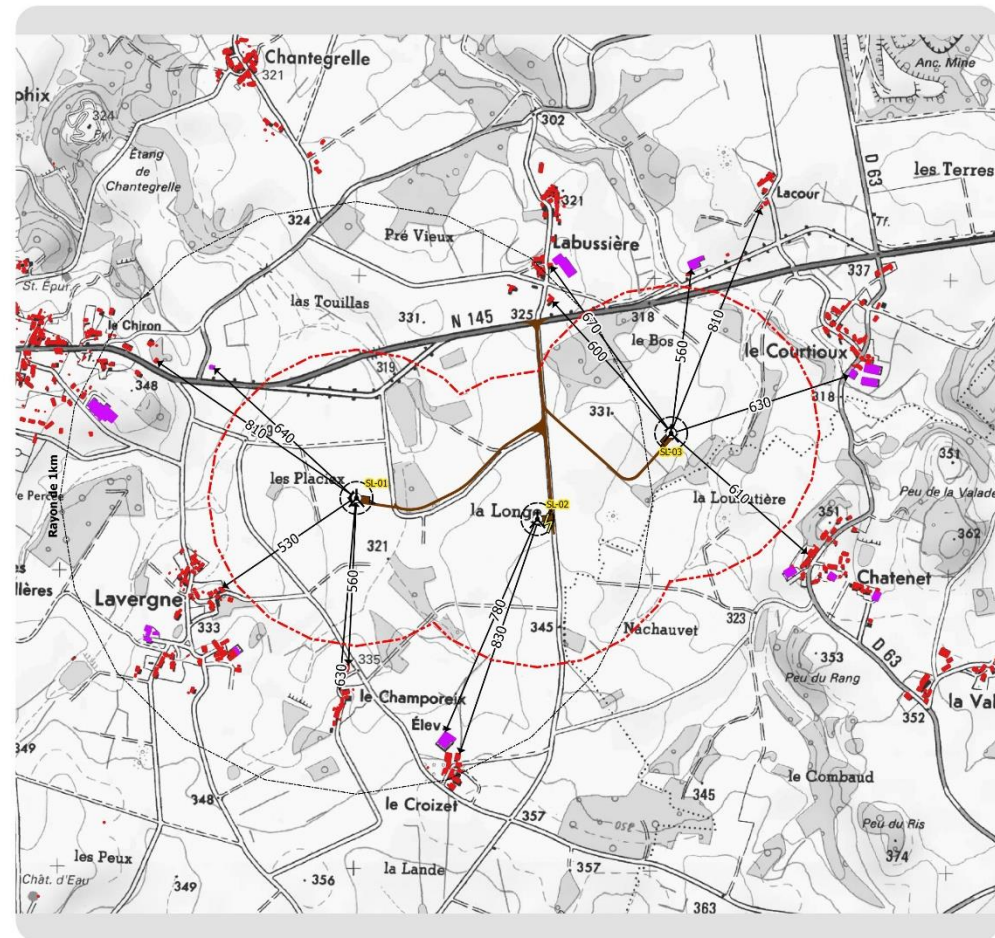 Chantegrelle
321
Anc. Mine
phix
324
302
D 63
les Terres
Étang
de
Chantegrelle
321
Lacour
324
Pré Vieux
Tf.
St. Epur
Labussière
337
le Chiron
las Touillas
331.
N 145
325
318
le Bos
670
600
560
810
le Courtioux
348
319
318
640
810
331
630
351
Peu de la Valade
Rayon de 1km
les Placiex
SL-01
SL-03
SL-02
la Longe
610
351
362
321
530
560
Chatenet
Lavergne
llères
333
780
830
345
Nachauvet
323
335
630
353
Peu du Rang
D 63
le Champoreix
la Val
352
Élev
349
le Combaud
348
345
le Croizet
357
Peu du Ris
374
les Peux
357
la Lande
Chât. d'Eau
349
356
363